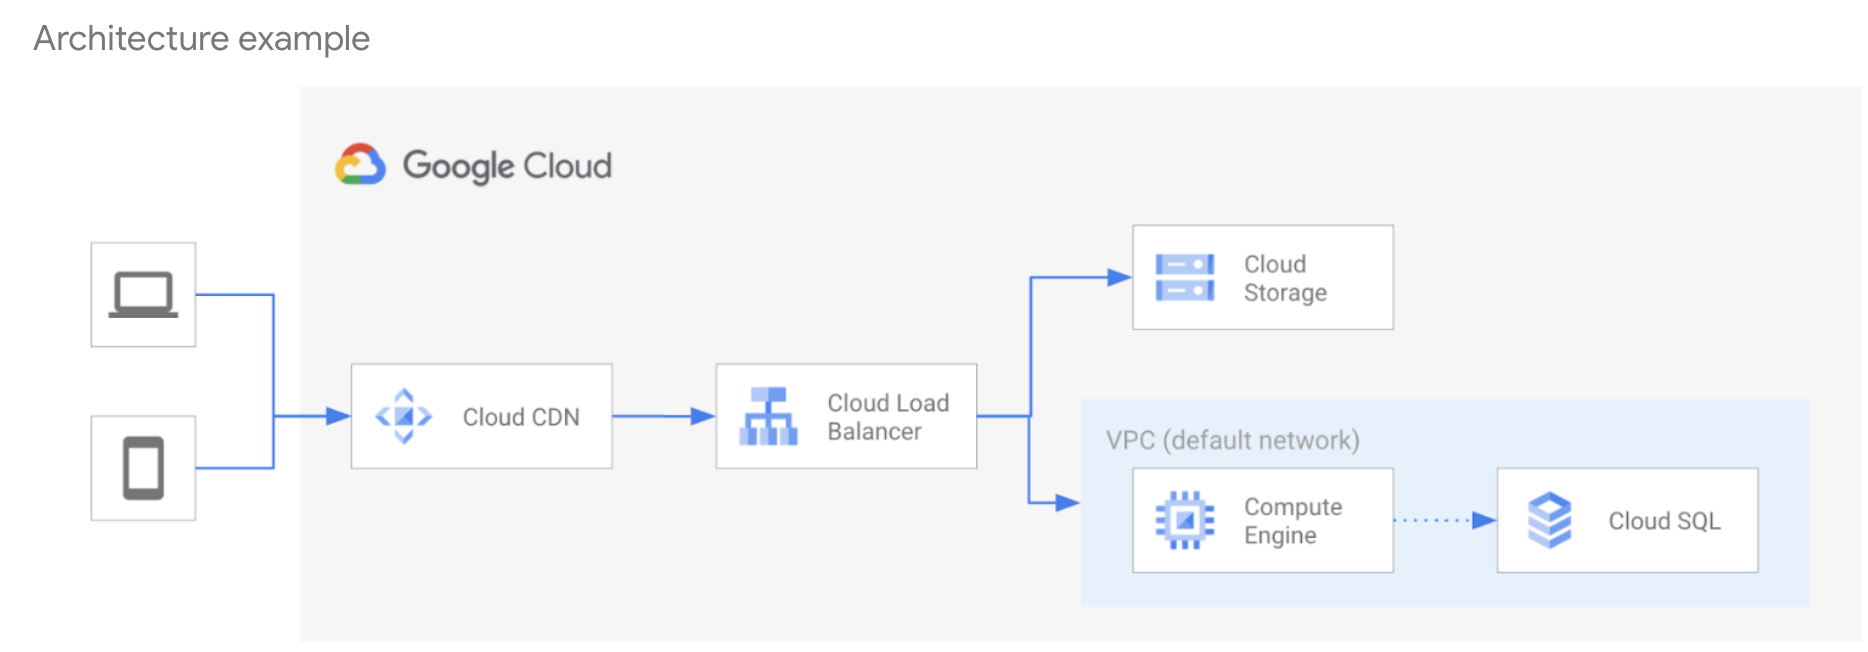 Architecture example
Google Cloud
Cloud
Storage
Cloud CDN
Cloud Load
Balancer
VPC (default network)
Compute
Engine
Cloud SQL